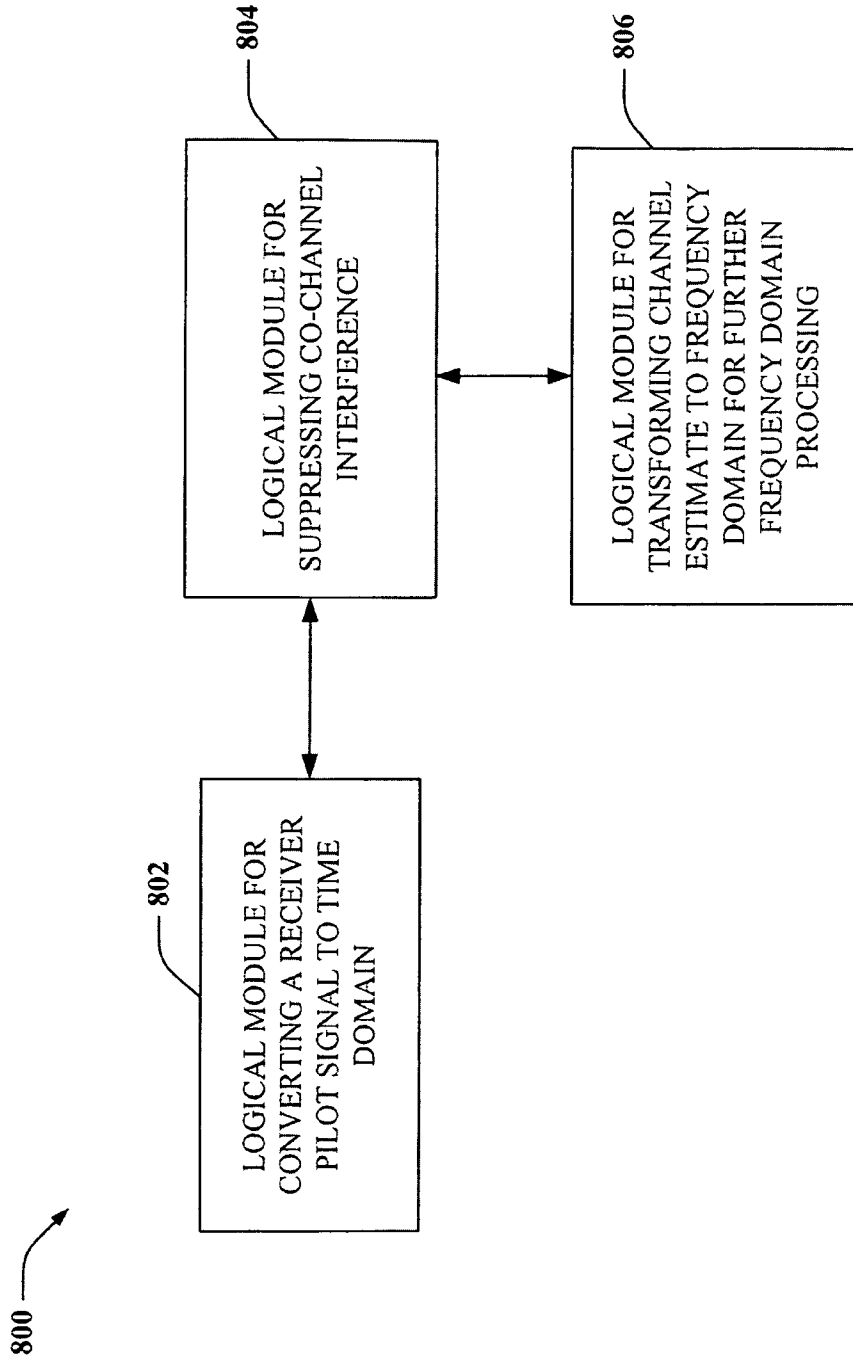 800
802
LOGICAL MODULE FOR
CONVERTING A RECEIVER
PILOT SIGNAL TO TIME
DOMAIN
804
LOGICAL MODULE FOR
SUPPRESSING CO-CHANNEL
INTERFERENCE
806
LOGICAL MODULE FOR
TRANSFORMING CHANNEL
ESTIMATE TO FREQUENCY
DOMAIN FOR FURTHER
FREQUENCY DOMAIN
PROCESSING